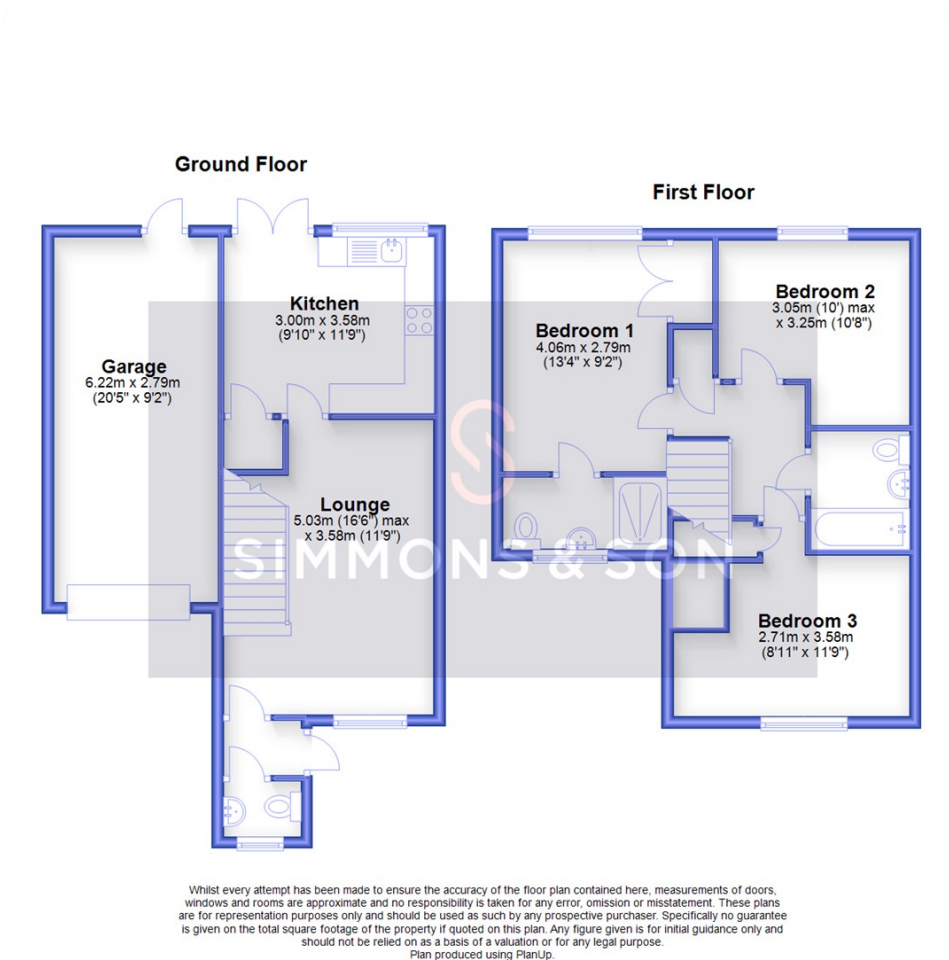 Ground Floor
First Floor
Kitchen
3.00m x 3.58m
(9'10" x 11'9")
Garage
6.22m x 2.79m
(20'5" x 9'2")
Lounge
5.03m (16'6") max
x 3.58m (11'9")
Bedroom 1
4.06m x 2.79m
(13'4" x 9'2")
Bedroom 2
3.05m (10') max
x 3.25m (10'8")
Bedroom 3
2.71m x 3.58m
(8'11" x 11'9")
SIMMONS & SON
Whilst every attempt has been made to ensure the accuracy of the floor plan contained here, measurements of doors,
windows and rooms are approximate and no responsibility is taken for any error, omission or misstatement. These plans
are for representation purposes only and should be used as such by any prospective purchaser. Specifically no guarantee
is given on the total square footage of the property if quoted on this plan. Any figure given is for initial guidance only and
should not be relied on as a basis of a valuation or for any legal purpose.
Plan produced using PlanUp.